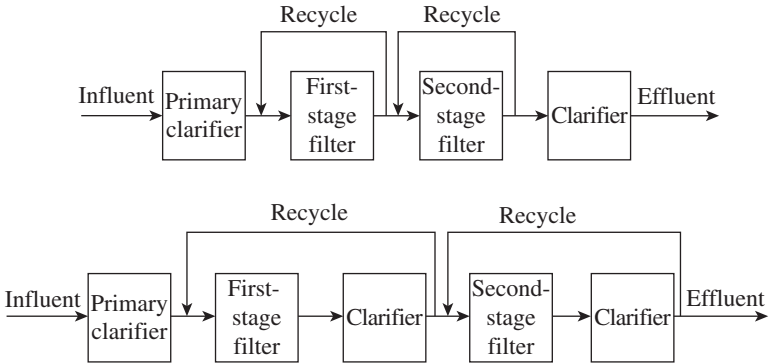 Recycle
Recycle
Influent
Primary
clarifier
First-
stage
filter
Second-
stage
filter
Clarifier
Effluent
Recycle
Recycle
Influent
Primary
clarifier
First-
stage
filter
Clarifier
Second-
stage
filter
Clarifier
Effluent